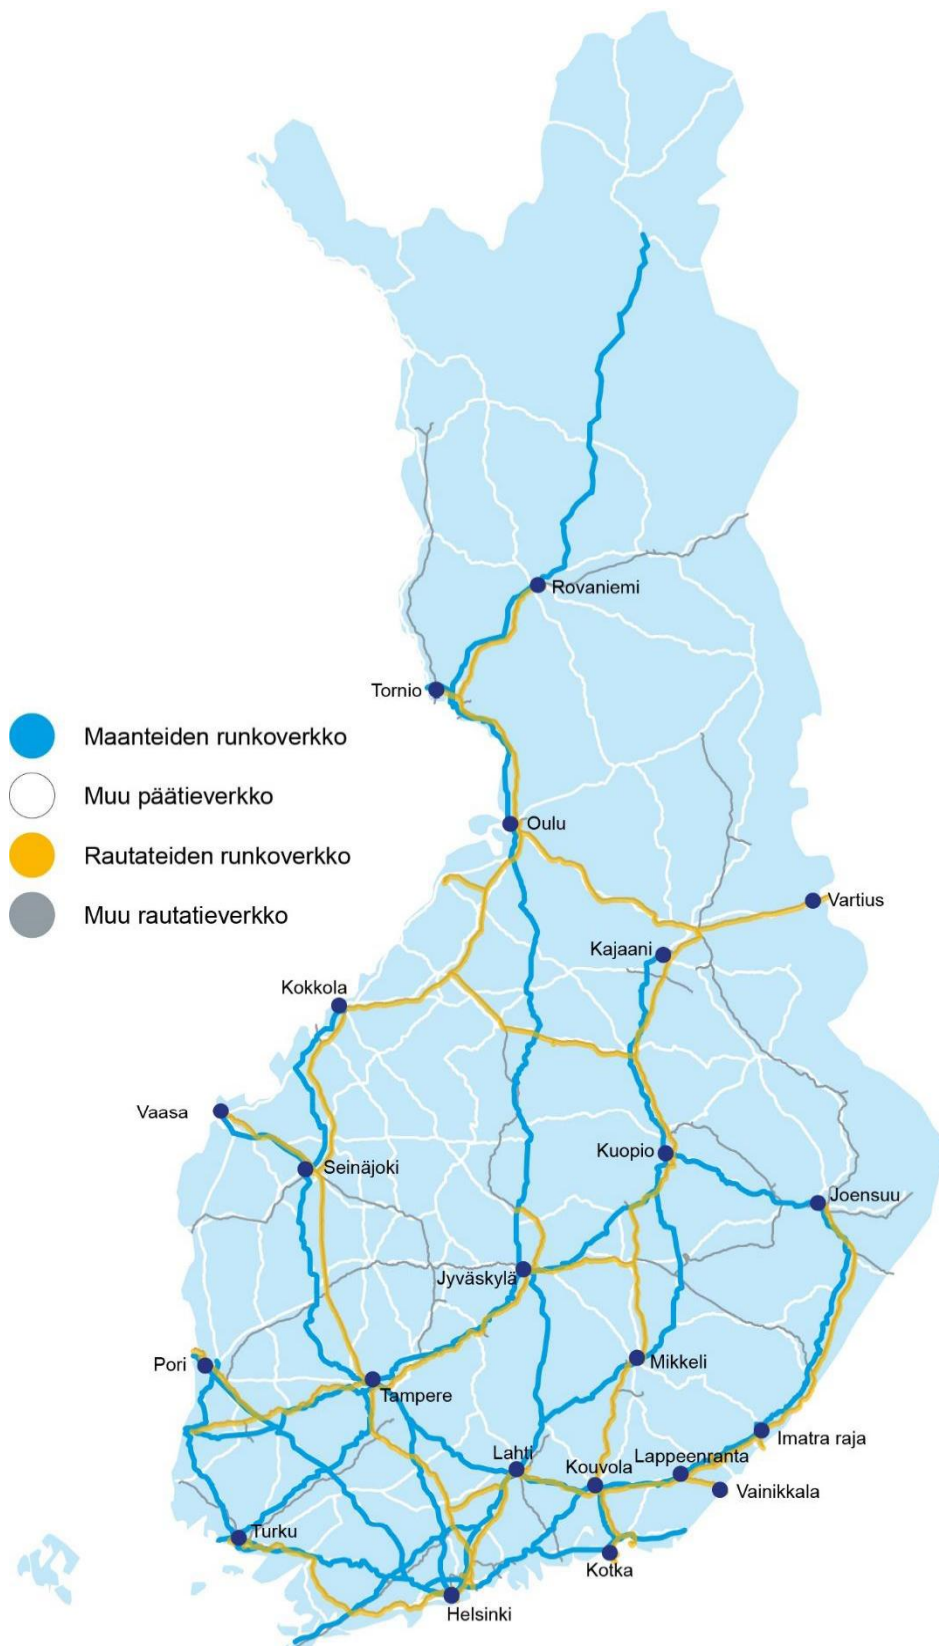 Rovaniemi
Tornio
Maanteiden runkoverkko
Muu päätieverkko
Oulu
Rautateiden runkoverkko
Muu rautatieverkko
Vartius
Kajaani
Kokkola
Vaasa
Kuopio
Seinäjoki
Joensuu
Jyväskylä
Pori
Mikkeli
Tampere
Imatra raja
Lahti
Lappeenranta
Kouvola
Vainikkala
Turku
Kotka
Helsinki